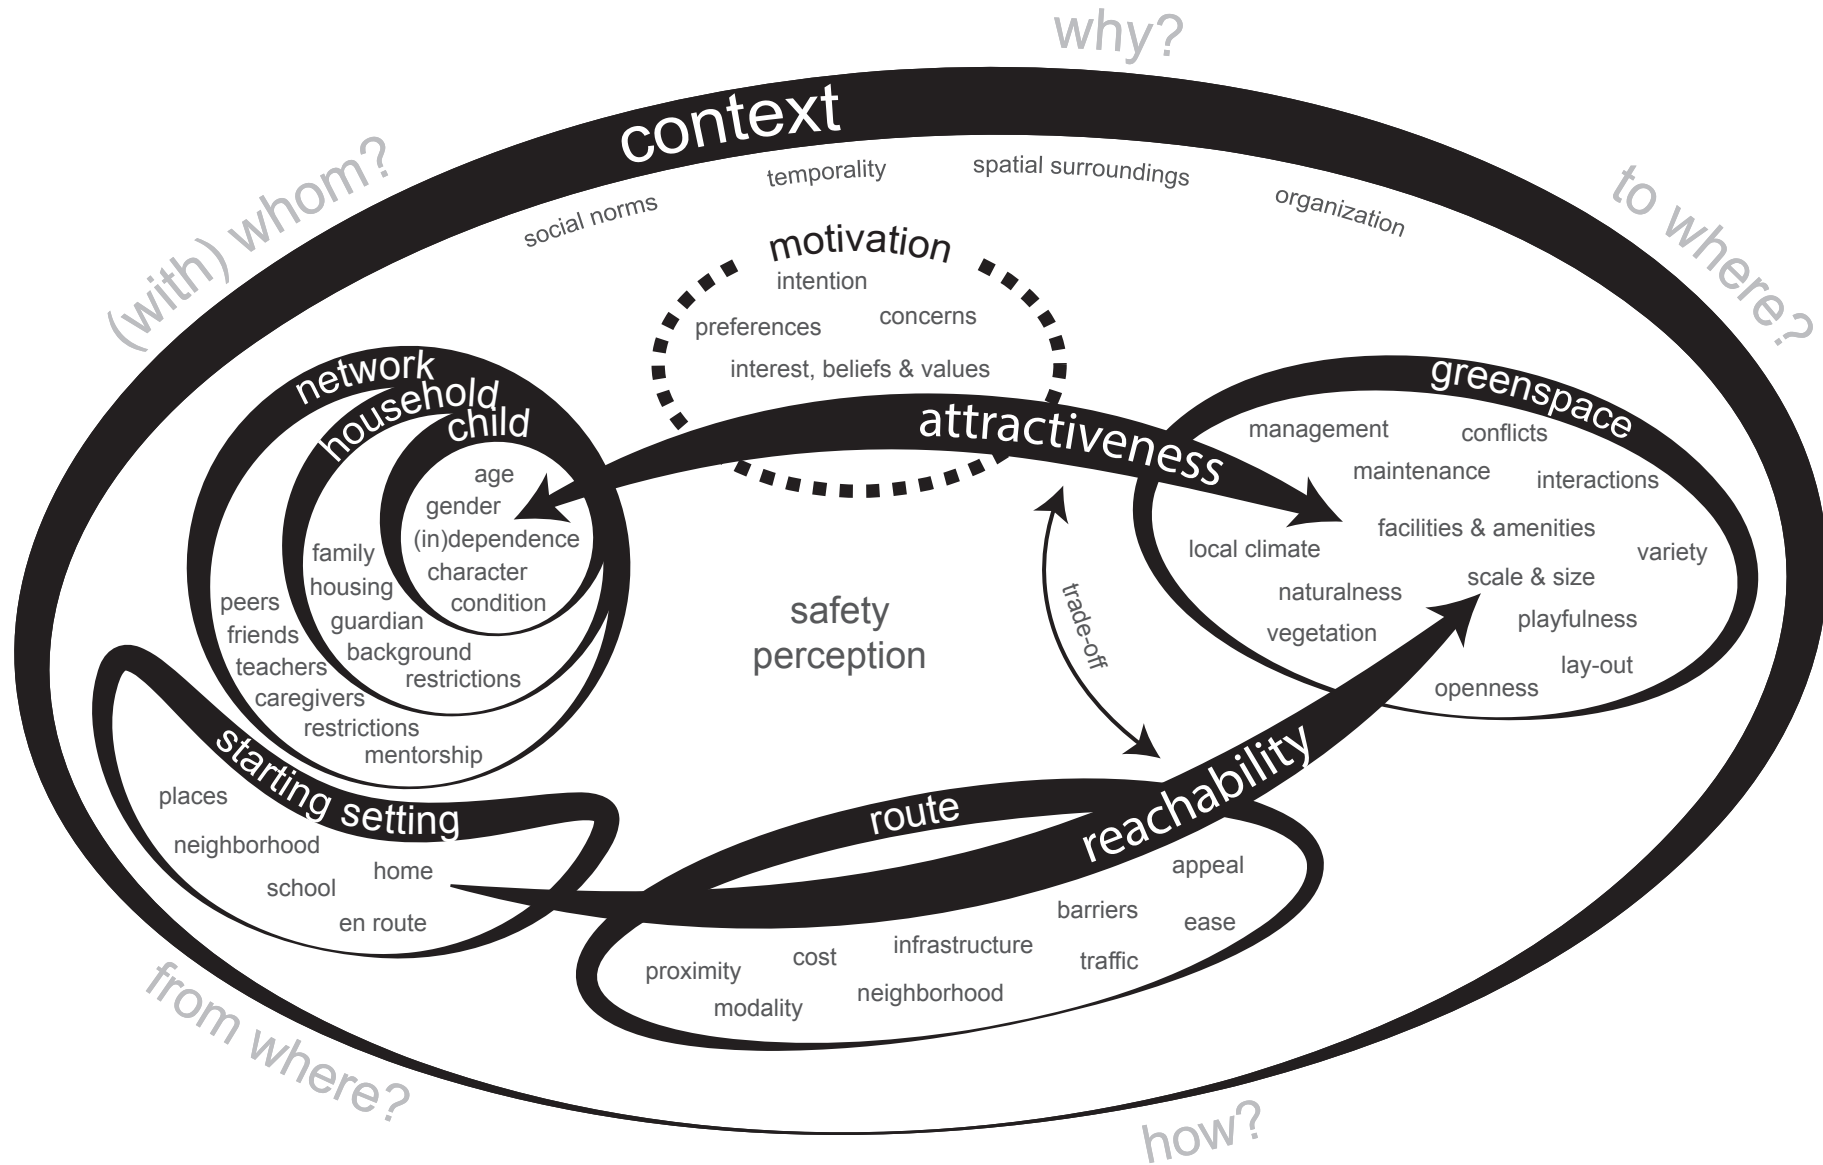 why?
context
(with) whom?
to where?
social norms
temporality
spatial surroundings
organization
motivation
intention
preferences
concerns
interest, beliefs & values
network
household
child
age
gender
(in)dependence
character
condition
family
housing
guardian
background
restrictions
peers
friends
teachers
caregivers
restrictions
mentorship
attractiveness
greenspace
management
conflicts
maintenance
interactions
facilities & amenities
local climate
variety
scale & size
naturalness
playfulness
vegetation
lay-out
openness
safety
perception
trade-off
starting setting
places
neighborhood
home
school
en route
route
reachability
appeal
barriers
ease
infrastructure
cost
traffic
proximity
neighborhood
modality
from where?
how?